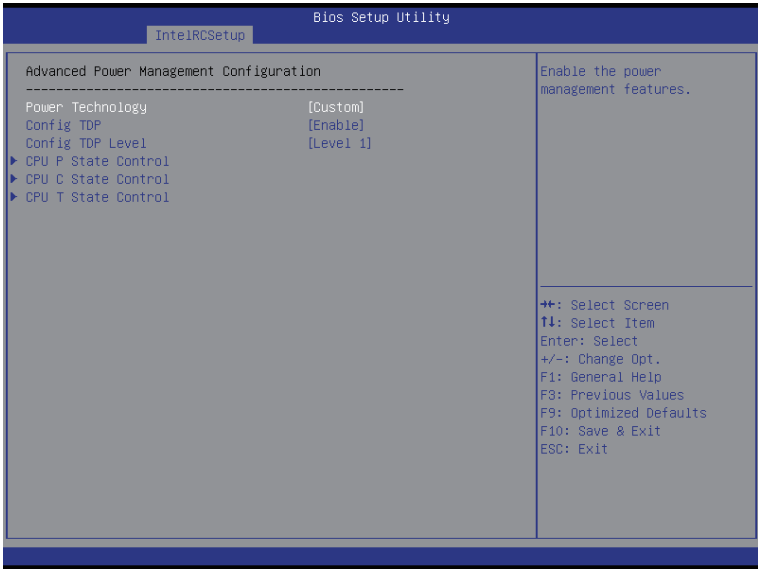 Bios Setup Utility
IntelRCSetup
Advanced Power Management Configuration
--------------------------------------------------
Power Technology [Custom]
Config TDP [Enable]
Config TDP Level [Level 1]
CPU P State Control
CPU C State Control
CPU T State Control
Enable the power
management features.
→←: Select Screen
↑↓: Select Item
Enter: Select
+/-: Change Opt.
F1: General Help
F3: Previous Values
F9: Optimized Defaults
F10: Save & Exit
ESC: Exit